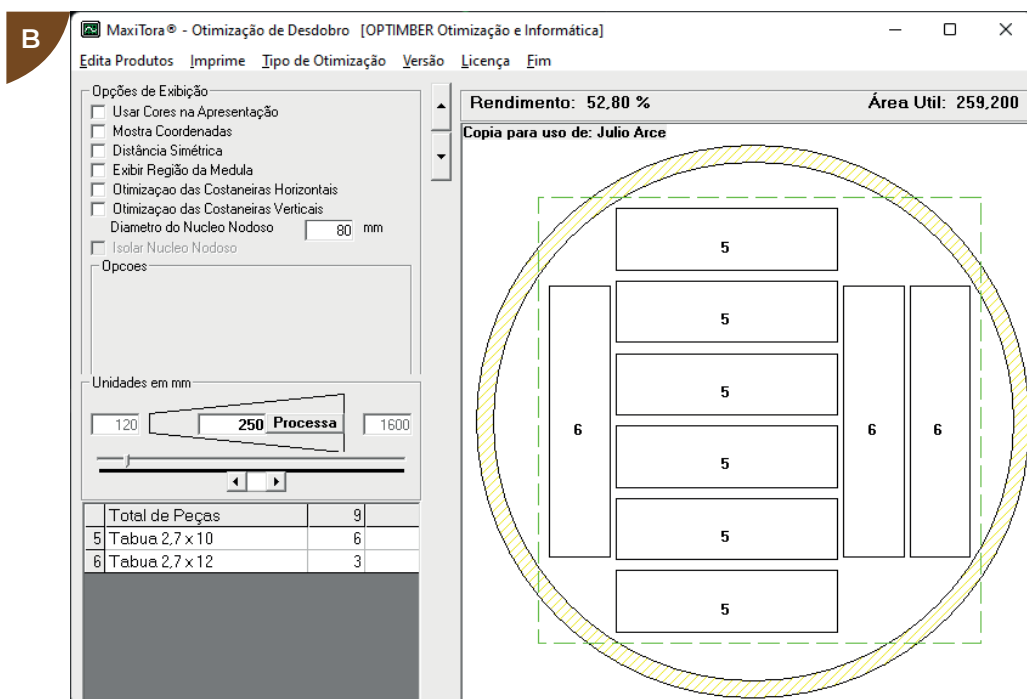 B
MaxiTora® - Otimização de Desdobro [OPTIMBER Otimização e Informática]
Edita Produtos Imprime Tipo de Otimização Versão Licença Fim
Opções de Exibição
Usar Cores na Apresentação
Mostra Coordenadas
Distância Simétrica
Exibir Região da Medula
Otimizaçao das Costaneiras Horizontais
Otimizaçao das Costaneiras Verticais
Diametro do Nucleo Nodoso 80 mm
Isolar Nucleo Nodoso
Opcoes
Unidades em mm
120 250 Processa 1600
Total de Peças 9
5 Tabua 2,7 x 10 6
6 Tabua 2,7 x 12 3
Rendimento: 52,80 % Área Util: 259,200
Copia para uso de: Julio Arce
5
5
5
6 5 6 6
5
5